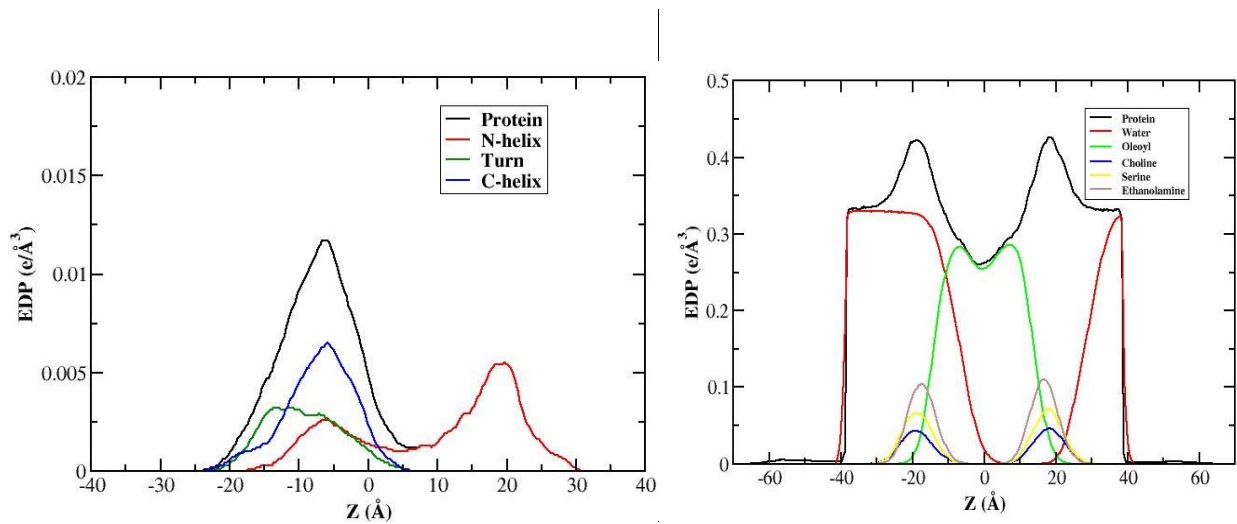 0.02
0.015
0.01
0.005
0
EDP (e/Å³)
-40 -30 -20 -10 0 10 20 30 40
Z (Å)
Protein
N-helix
Turn
C-helix
0.5
0.4
0.3
0.2
0.1
0
EDP (e/Å³)
-60 -40 -20 0 20 40 60
Z (Å)
Protein
Water
Oleoyl
Choline
Serine
Ethanolamine